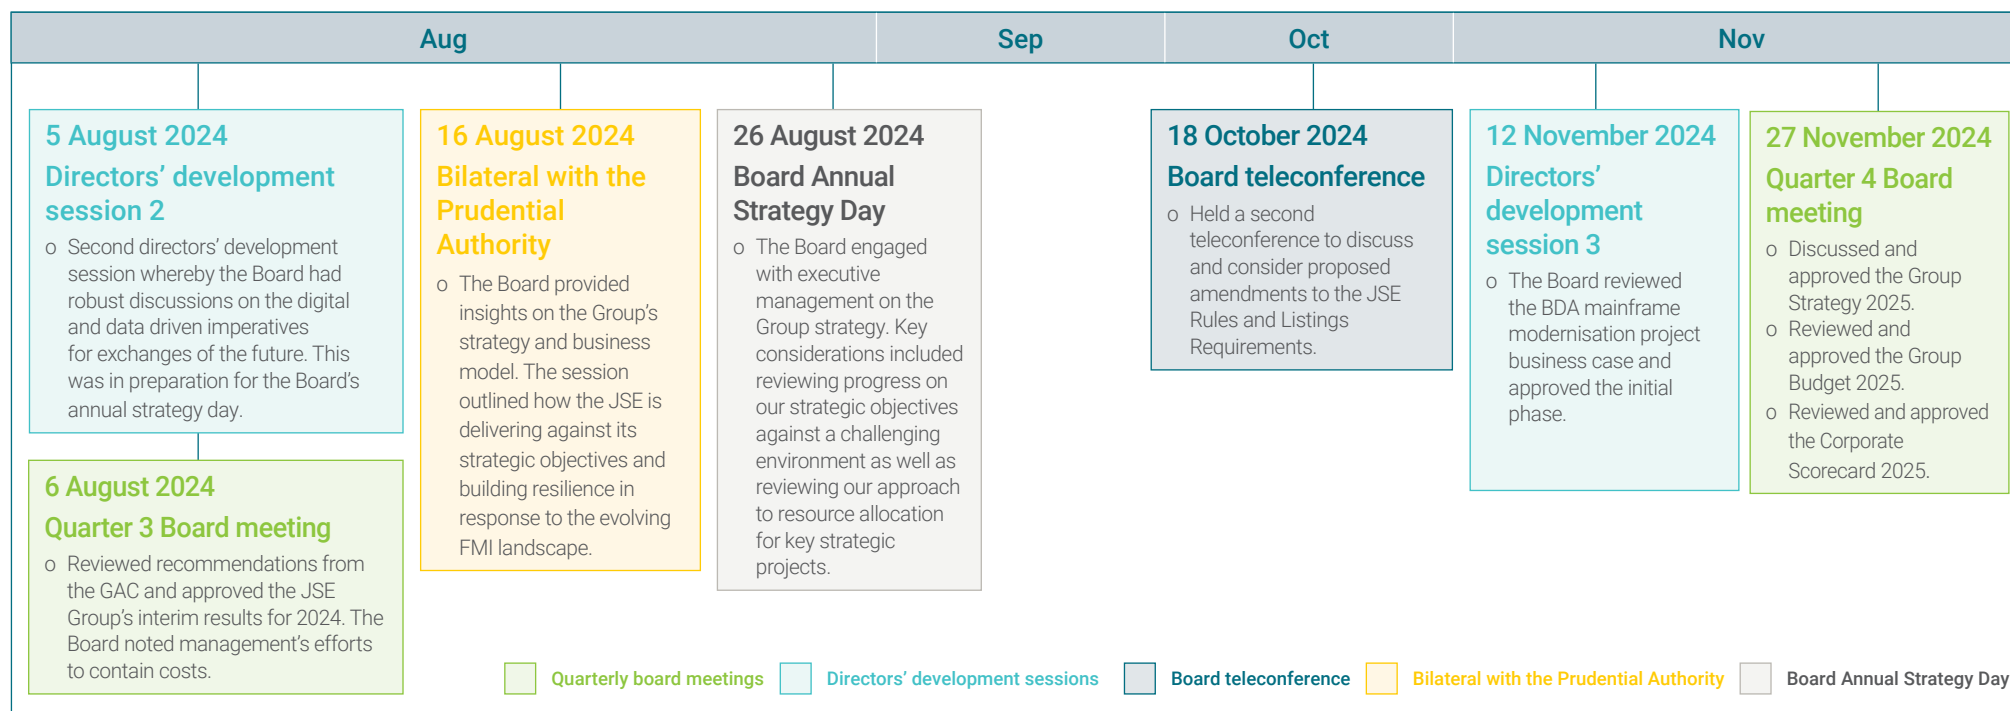 Aug
Sep
Oct
Nov
5 August 2024
Directors’ development
session 2
o Second directors’ development
session whereby the Board had
robust discussions on the digital
and data driven imperatives
for exchanges of the future. This
was in preparation for the Board’s
annual strategy day.
6 August 2024
Quarter 3 Board meeting
o Reviewed recommendations from
the GAC and approved the JSE
Group’s interim results for 2024. The
Board noted management’s efforts
to contain costs.
16 August 2024
Bilateral with the
Prudential
Authority
o The Board provided
insights on the Group’s
strategy and business
model. The session
outlined how the JSE is
delivering against its
strategic objectives and
building resilience in
response to the evolving
FMI landscape.
26 August 2024
Board Annual
Strategy Day
o The Board engaged
with executive
management on the
Group strategy. Key
considerations included
reviewing progress on
our strategic objectives
against a challenging
environment as well as
reviewing our approach
to resource allocation
for key strategic
projects.
18 October 2024
Board teleconference
o Held a second
teleconference to discuss
and consider proposed
amendments to the JSE
Rules and Listings
Requirements.
12 November 2024
Directors’
development
session 3
o The Board reviewed
the BDA mainframe
modernisation project
business case and
approved the initial
phase.
27 November 2024
Quarter 4 Board
meeting
o Discussed and
approved the Group
Strategy 2025.
o Reviewed and
approved the Group
Budget 2025.
o Reviewed and approved
the Corporate
Scorecard 2025.
Quarterly board meetings
Directors’ development sessions
Board teleconference
Bilateral with the Prudential Authority
Board Annual Strategy Day